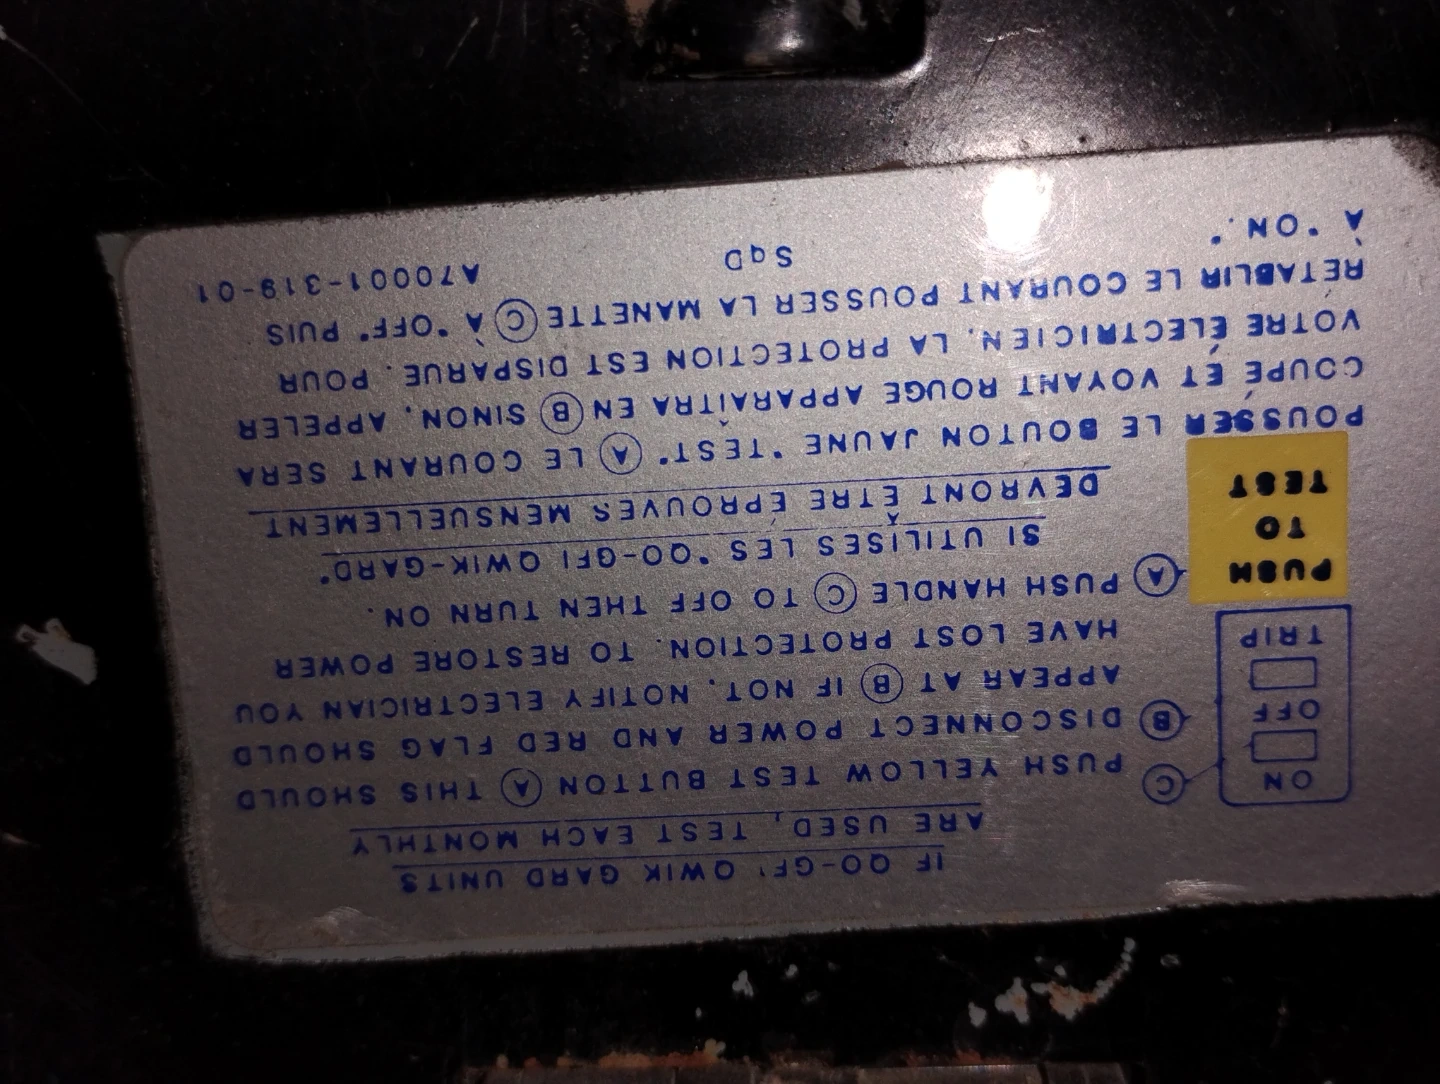 IF QO-GFI QWIK GARD UNITS
ARE USED, TEST EACH MONTHLY
PUSH YELLOW TEST BUTTON Ⓐ THIS SHOULD
DISCONNECT POWER AND RED FLAG SHOULD
APPEAR AT Ⓑ IF NOT, NOTIFY ELECTRICIAN YOU
HAVE LOST PROTECTION. TO RESTORE POWER
PUSH HANDLE Ⓒ TO OFF THEN TURN ON.
ON
OFF
TRIP
Ⓒ
Ⓑ
Ⓐ
PUSH
TO
TEST
SI UTILISÉS LES "QO-GFI QWIK-GARD"
DEVRONT ÊTRE ÉPROUVÉS MENSUELLEMENT
POUSSER LE BOUTON JAUNE "TEST" Ⓐ LE COURANT SERA
COUPÉ ET VOYANT ROUGE APPARAÎTRA EN Ⓑ SINON, APPELER
VOTRE ÉLECTRICIEN, LA PROTECTION EST DISPARUE. POUR
RÉTABLIR LE COURANT POUSSER LA MANETTE Ⓒ À "OFF" PUIS
À "ON".
SqD
A70001-319-01